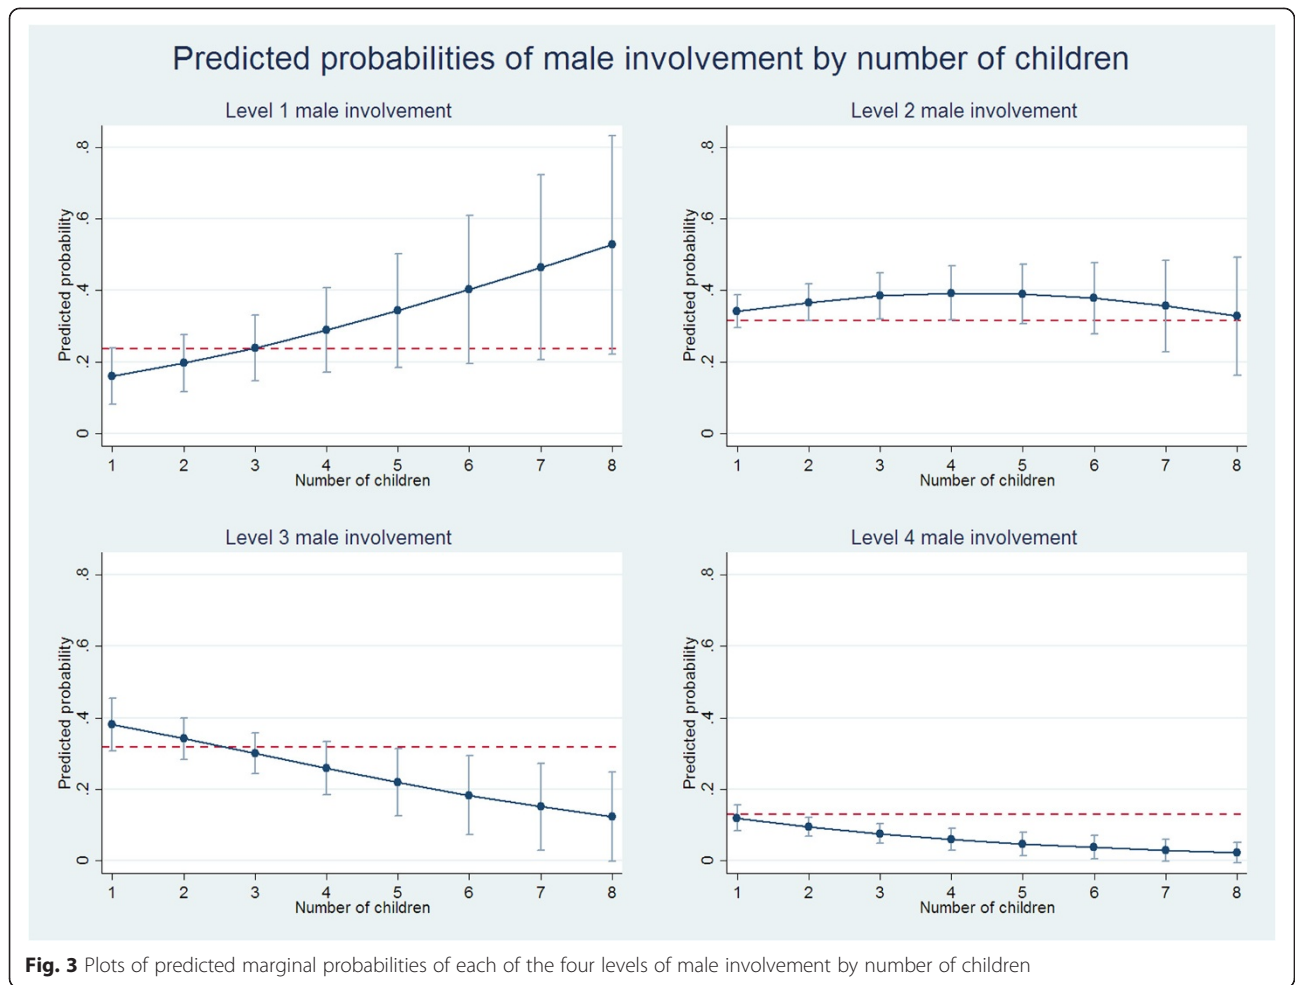 Predicted probabilities of male involvement by number of children
Level 1 male involvement
Predicted probability
.8
.6
.4
.2
0
1 2 3 4 5 6 7 8
Number of children
Level 2 male involvement
Predicted probability
.8
.6
.4
.2
0
1 2 3 4 5 6 7 8
Number of children
Level 3 male involvement
Predicted probability
.8
.6
.4
.2
0
1 2 3 4 5 6 7 8
Number of children
Level 4 male involvement
Predicted probability
.8
.6
.4
.2
0
1 2 3 4 5 6 7 8
Number of children
Fig. 3 Plots of predicted marginal probabilities of each of the four levels of male involvement by number of children